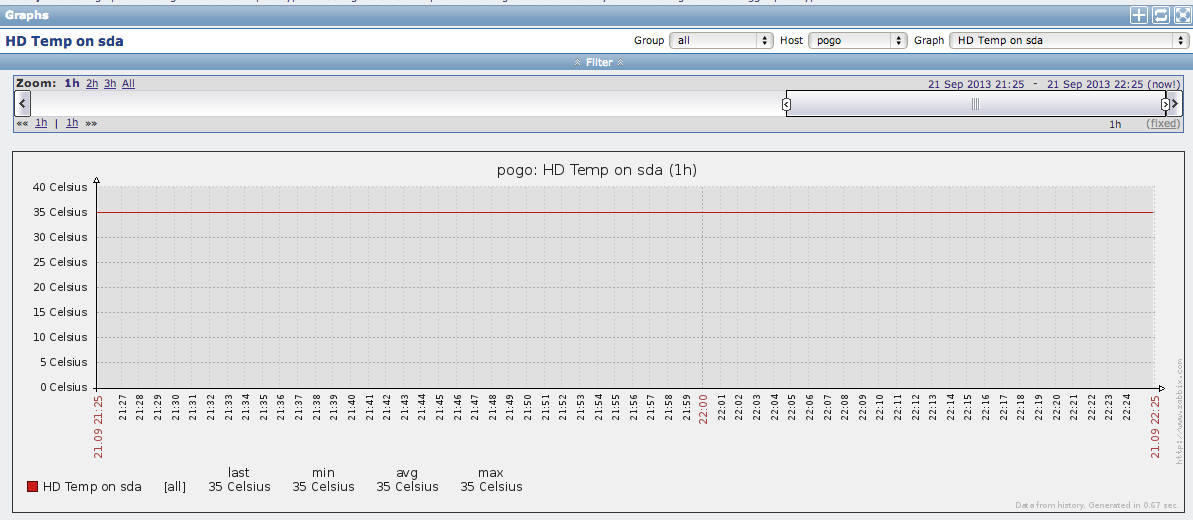 Graphs
HD Temp on sda Group all Host pogo Graph HD Temp on sda
Filter
Zoom: 1h 2h 3h All 21 Sep 2013 21:25 - 21 Sep 2013 22:25 (now!)
«« 1h | 1h »» 1h (fixed)
pogo: HD Temp on sda (1h)
40 Celsius
35 Celsius
30 Celsius
25 Celsius
20 Celsius
15 Celsius
10 Celsius
5 Celsius
0 Celsius
21.09 21:25 21:27 21:28 21:29 21:30 21:31 21:32 21:33 21:34 21:35 21:36 21:37 21:38 21:39 21:40 21:41 21:42 21:43 21:44 21:45 21:46 21:47 21:48 21:49 21:50 21:51 21:52 21:53 21:54 21:55 21:56 21:57 21:58 21:59 22:00 22:01 22:02 22:03 22:04 22:05 22:06 22:07 22:08 22:09 22:10 22:11 22:12 22:13 22:14 22:15 22:16 22:17 22:18 22:19 22:20 22:21 22:22 22:23 22:24 21.09 22:25
http://www.zabbix.com
last min avg max
HD Temp on sda [all] 35 Celsius 35 Celsius 35 Celsius 35 Celsius
Data from history. Generated in 0.67 sec.